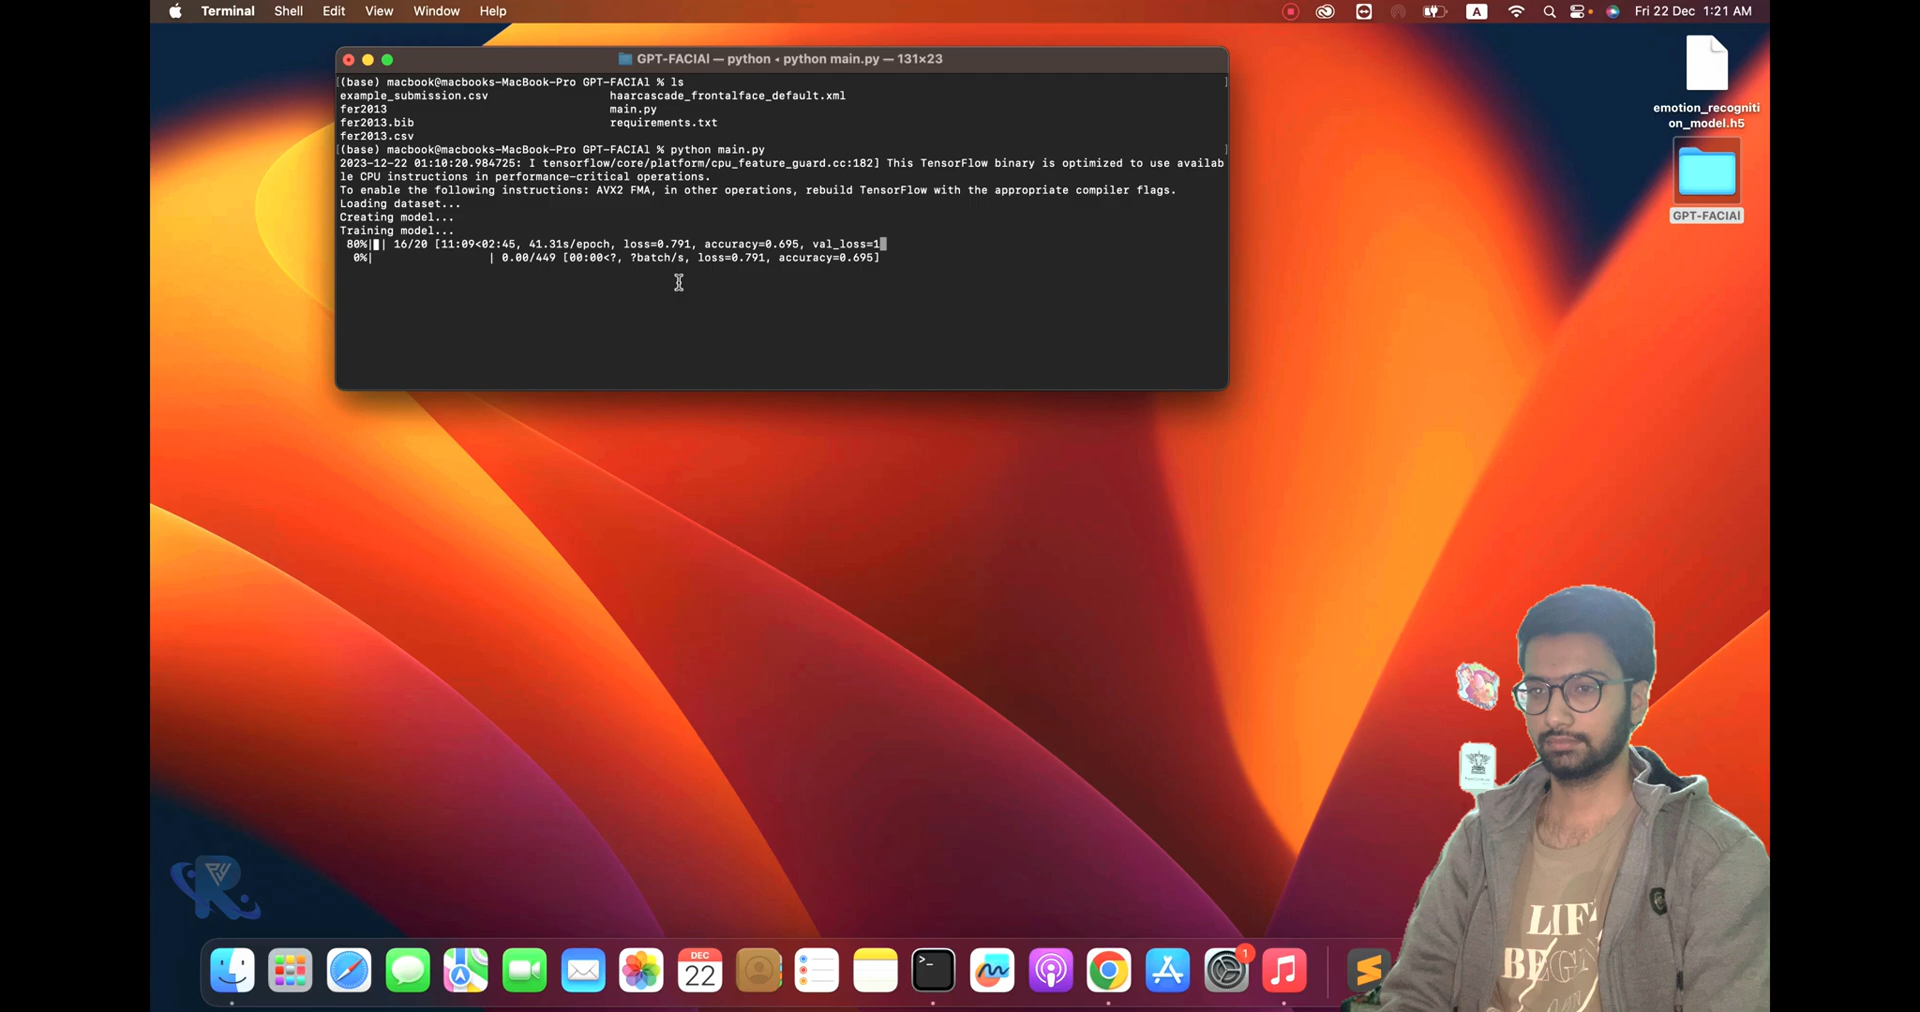 Terminal Shell Edit View Window Help
A
Fri 22 Dec 1:21 AM
GPT-FACIAl — python ◂ python main.py — 131×23
[(base) macbook@macbooks-MacBook-Pro GPT-FACIAl % ls ]
example_submission.csv haarcascade_frontalface_default.xml
fer2013 main.py
fer2013.bib requirements.txt
fer2013.csv
[(base) macbook@macbooks-MacBook-Pro GPT-FACIAl % python main.py ]
2023-12-22 01:10:20.984725: I tensorflow/core/platform/cpu_feature_guard.cc:182] This TensorFlow binary is optimized to use availab
le CPU instructions in performance-critical operations.
To enable the following instructions: AVX2 FMA, in other operations, rebuild TensorFlow with the appropriate compiler flags.
Loading dataset...
Creating model...
Training model...
80%|█| 16/20 [11:09<02:45, 41.31s/epoch, loss=0.791, accuracy=0.695, val_loss=1
0%| | 0.00/449 [00:00<?, ?batch/s, loss=0.791, accuracy=0.695]
emotion_recogniti
on_model.h5
GPT-FACIAl
LIFE
BEG
DEC
22
1